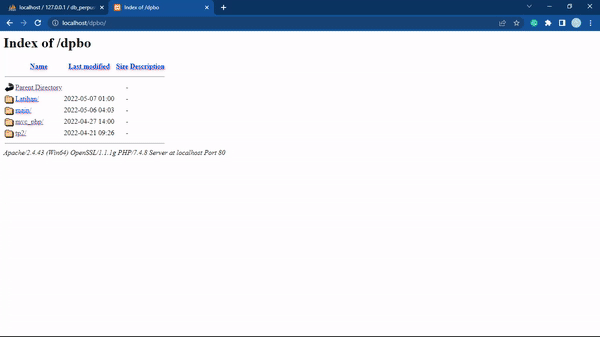 localhost / 127.0.0.1 / db_perpus
Index of /dpbo
localhost/dpbo/
Index of /dpbo
Name Last modified Size Description
Parent Directory -
Latihan/ 2022-05-07 01:00 -
main/ 2022-05-06 04:03 -
mvc_php/ 2022-04-27 14:00 -
tp2/ 2022-04-21 09:26 -
Apache/2.4.43 (Win64) OpenSSL/1.1.1g PHP/7.4.8 Server at localhost Port 80